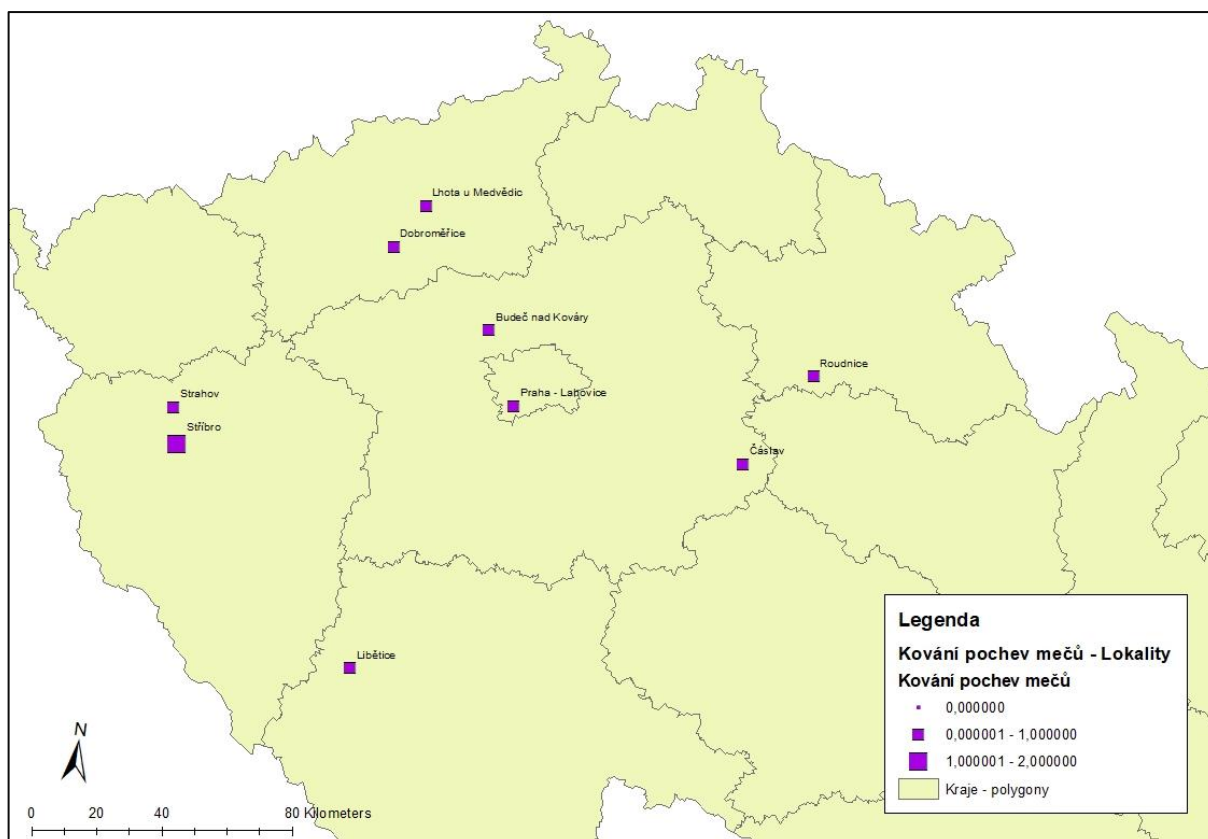 Lhota u Medvědic
Dobroměřice
Budeč nad Kováry
Roudnice
Strahov
Praha - Lahovice
Stříbro
Čáslav
Libětice
Legenda
Kování pochev mečů - Lokality
Kování pochev mečů
0,000000
0,000001 - 1,000000
1,000001 - 2,000000
Kraje - polygony
N
0 20 40 80 Kilometers